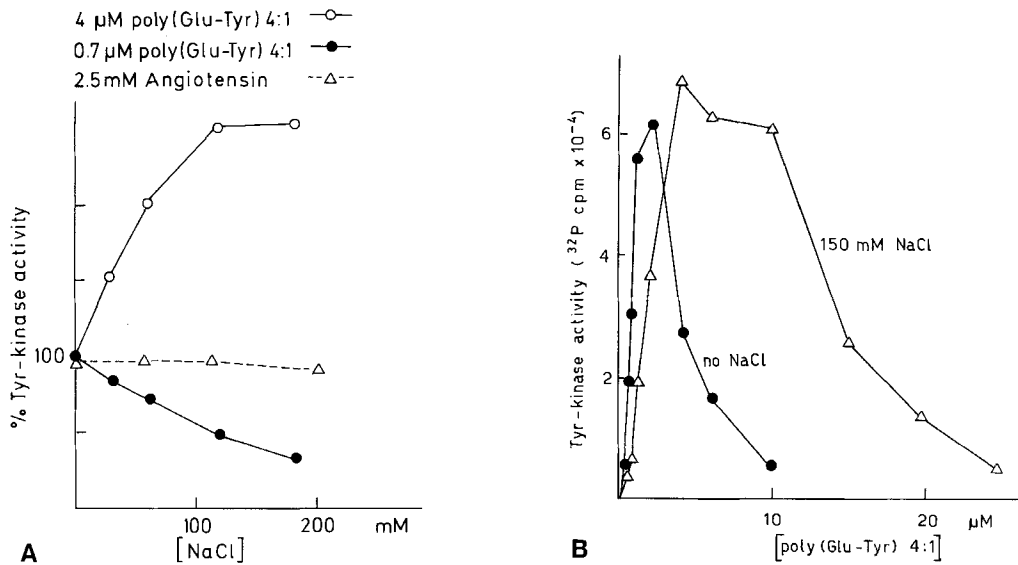 4 µM poly(Glu-Tyr) 4:1
0.7 µM poly(Glu-Tyr) 4:1
2.5mM Angiotensin
% Tyr-kinase activity
100
100
200
mM
[NaCl]
A
Tyr-kinase activity ( ³²P cpm x 10⁻⁴)
6
4
2
150 mM NaCl
no NaCl
10
20
µM
[poly (Glu-Tyr) 4:1]
B